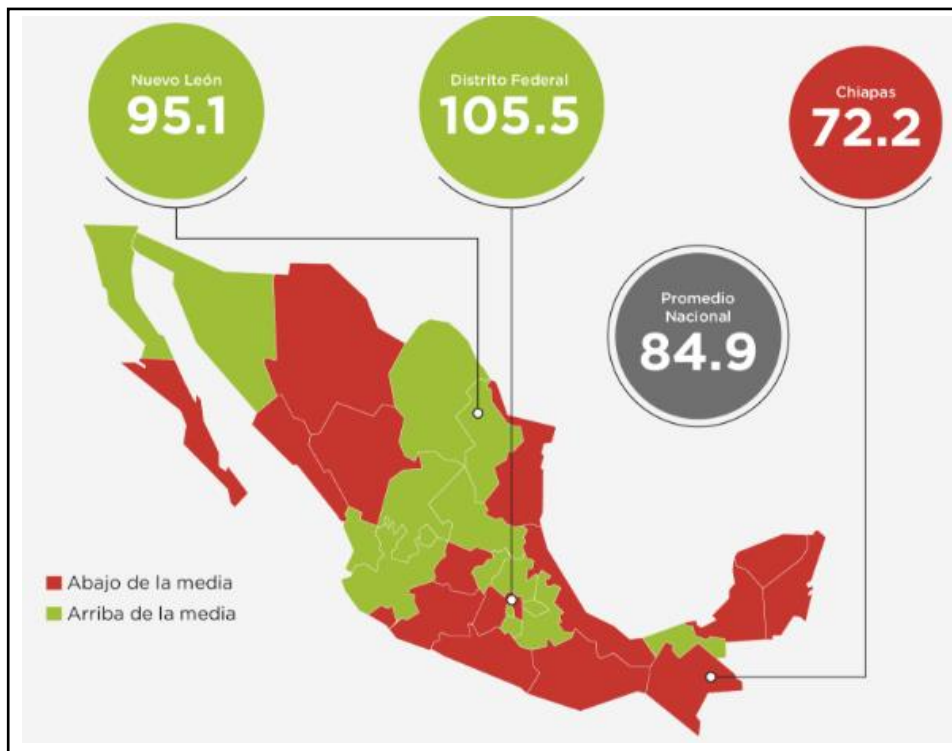 Nuevo León
95.1
Distrito Federal
105.5
Chiapas
72.2
Promedio
Nacional
84.9
Abajo de la media
Arriba de la media